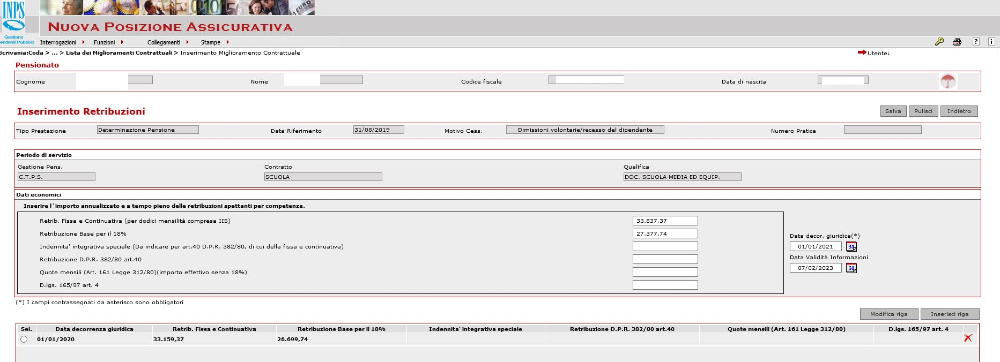 INPS
Gestione
endenti Pubblici
EURO
NUOVA POSIZIONE ASSICURATIVA
Interrogazioni Funzioni Collegamenti Stampe ? i
Scrivania:Coda > ... > Lista dei Miglioramenti Contrattuali > Inserimento Miglioramento Contrattuale Utente:
Pensionato
Cognome Nome Codice fiscale Data di nascita
Inserimento Retribuzioni Salva Pulisci Indietro
Tipo Prestazione Determinazione Pensione Data Riferimento 31/08/2019 Motivo Cess. Dimissioni volontarie/recesso del dipendente Numero Pratica
Periodo di servizio
Gestione Pens. Contratto Qualifica
C.T.P.S. SCUOLA DOC. SCUOLA MEDIA ED EQUIP.
Dati economici
Inserire l´importo annualizzato e a tempo pieno delle retribuzioni spettanti per competenza.
Retrib. Fissa e Continuativa (per dodici mensilità compresa IIS) 33.837,37
Retribuzione Base per il 18% 27.377,74
Data decor. giuridica(*)
Indennita' integrativa speciale (Da indicare per art.40 D.P.R. 382/80, di cui della fissa e continuativa) 01/01/2021 31
Retribuzione D.P.R. 382/80 art.40 Data Validità Informazioni
Quote mensili (Art. 161 Legge 312/80)(importo effettivo senza 18%) 07/02/2023 31
D.lgs. 165/97 art. 4
(*) I campi contrassegnati da asterisco sono obbligatori
Modifica riga Inserisci riga
Sel. Data decorrenza giuridica Retrib. Fissa e Continuativa Retribuzione Base per il 18% Indennita' integrativa speciale Retribuzione D.P.R. 382/80 art.40 Quote mensili (Art. 161 Legge 312/80) D.lgs. 165/97 art. 4
01/01/2020 33.159,37 26.699,74